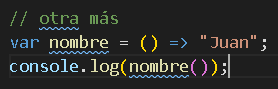 // otra más
var nombre = () => "Juan";
console.log(nombre());